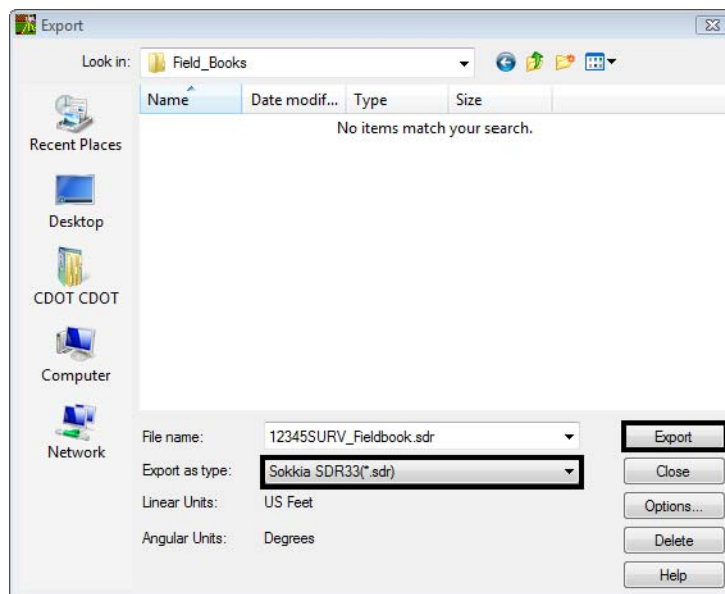 Export
Look in: Field_Books
Name Date modif... Type Size
No items match your search.
Recent Places
Desktop
CDOT CDOT
Computer
Network
File name: 12345SURV_Fieldbook.sdr Export
Export as type: Sokkia SDR33(*.sdr) Close
Linear Units: US Feet Options...
Angular Units: Degrees Delete
Help